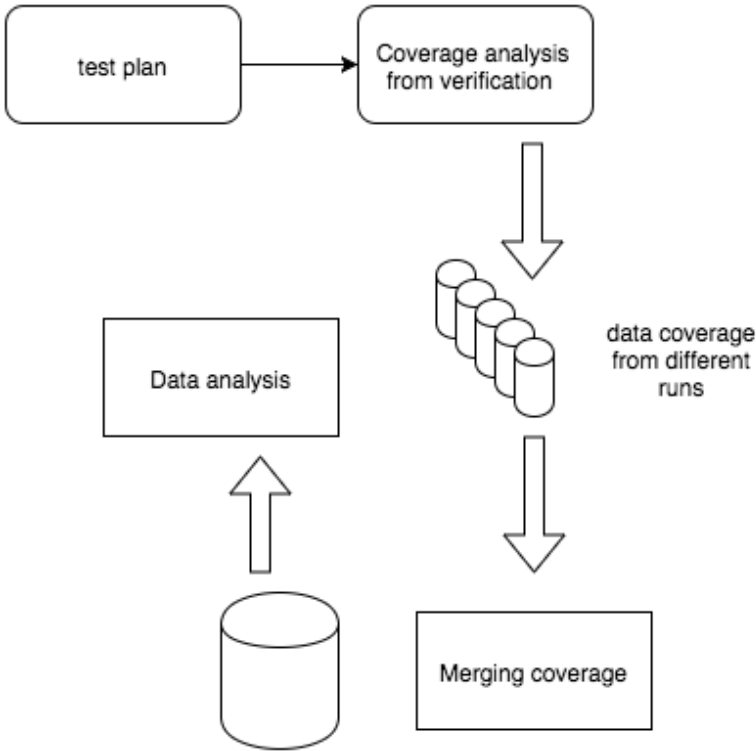 test plan
Coverage analysis
from verification
data coverage
from different
runs
Data analysis
Merging coverage